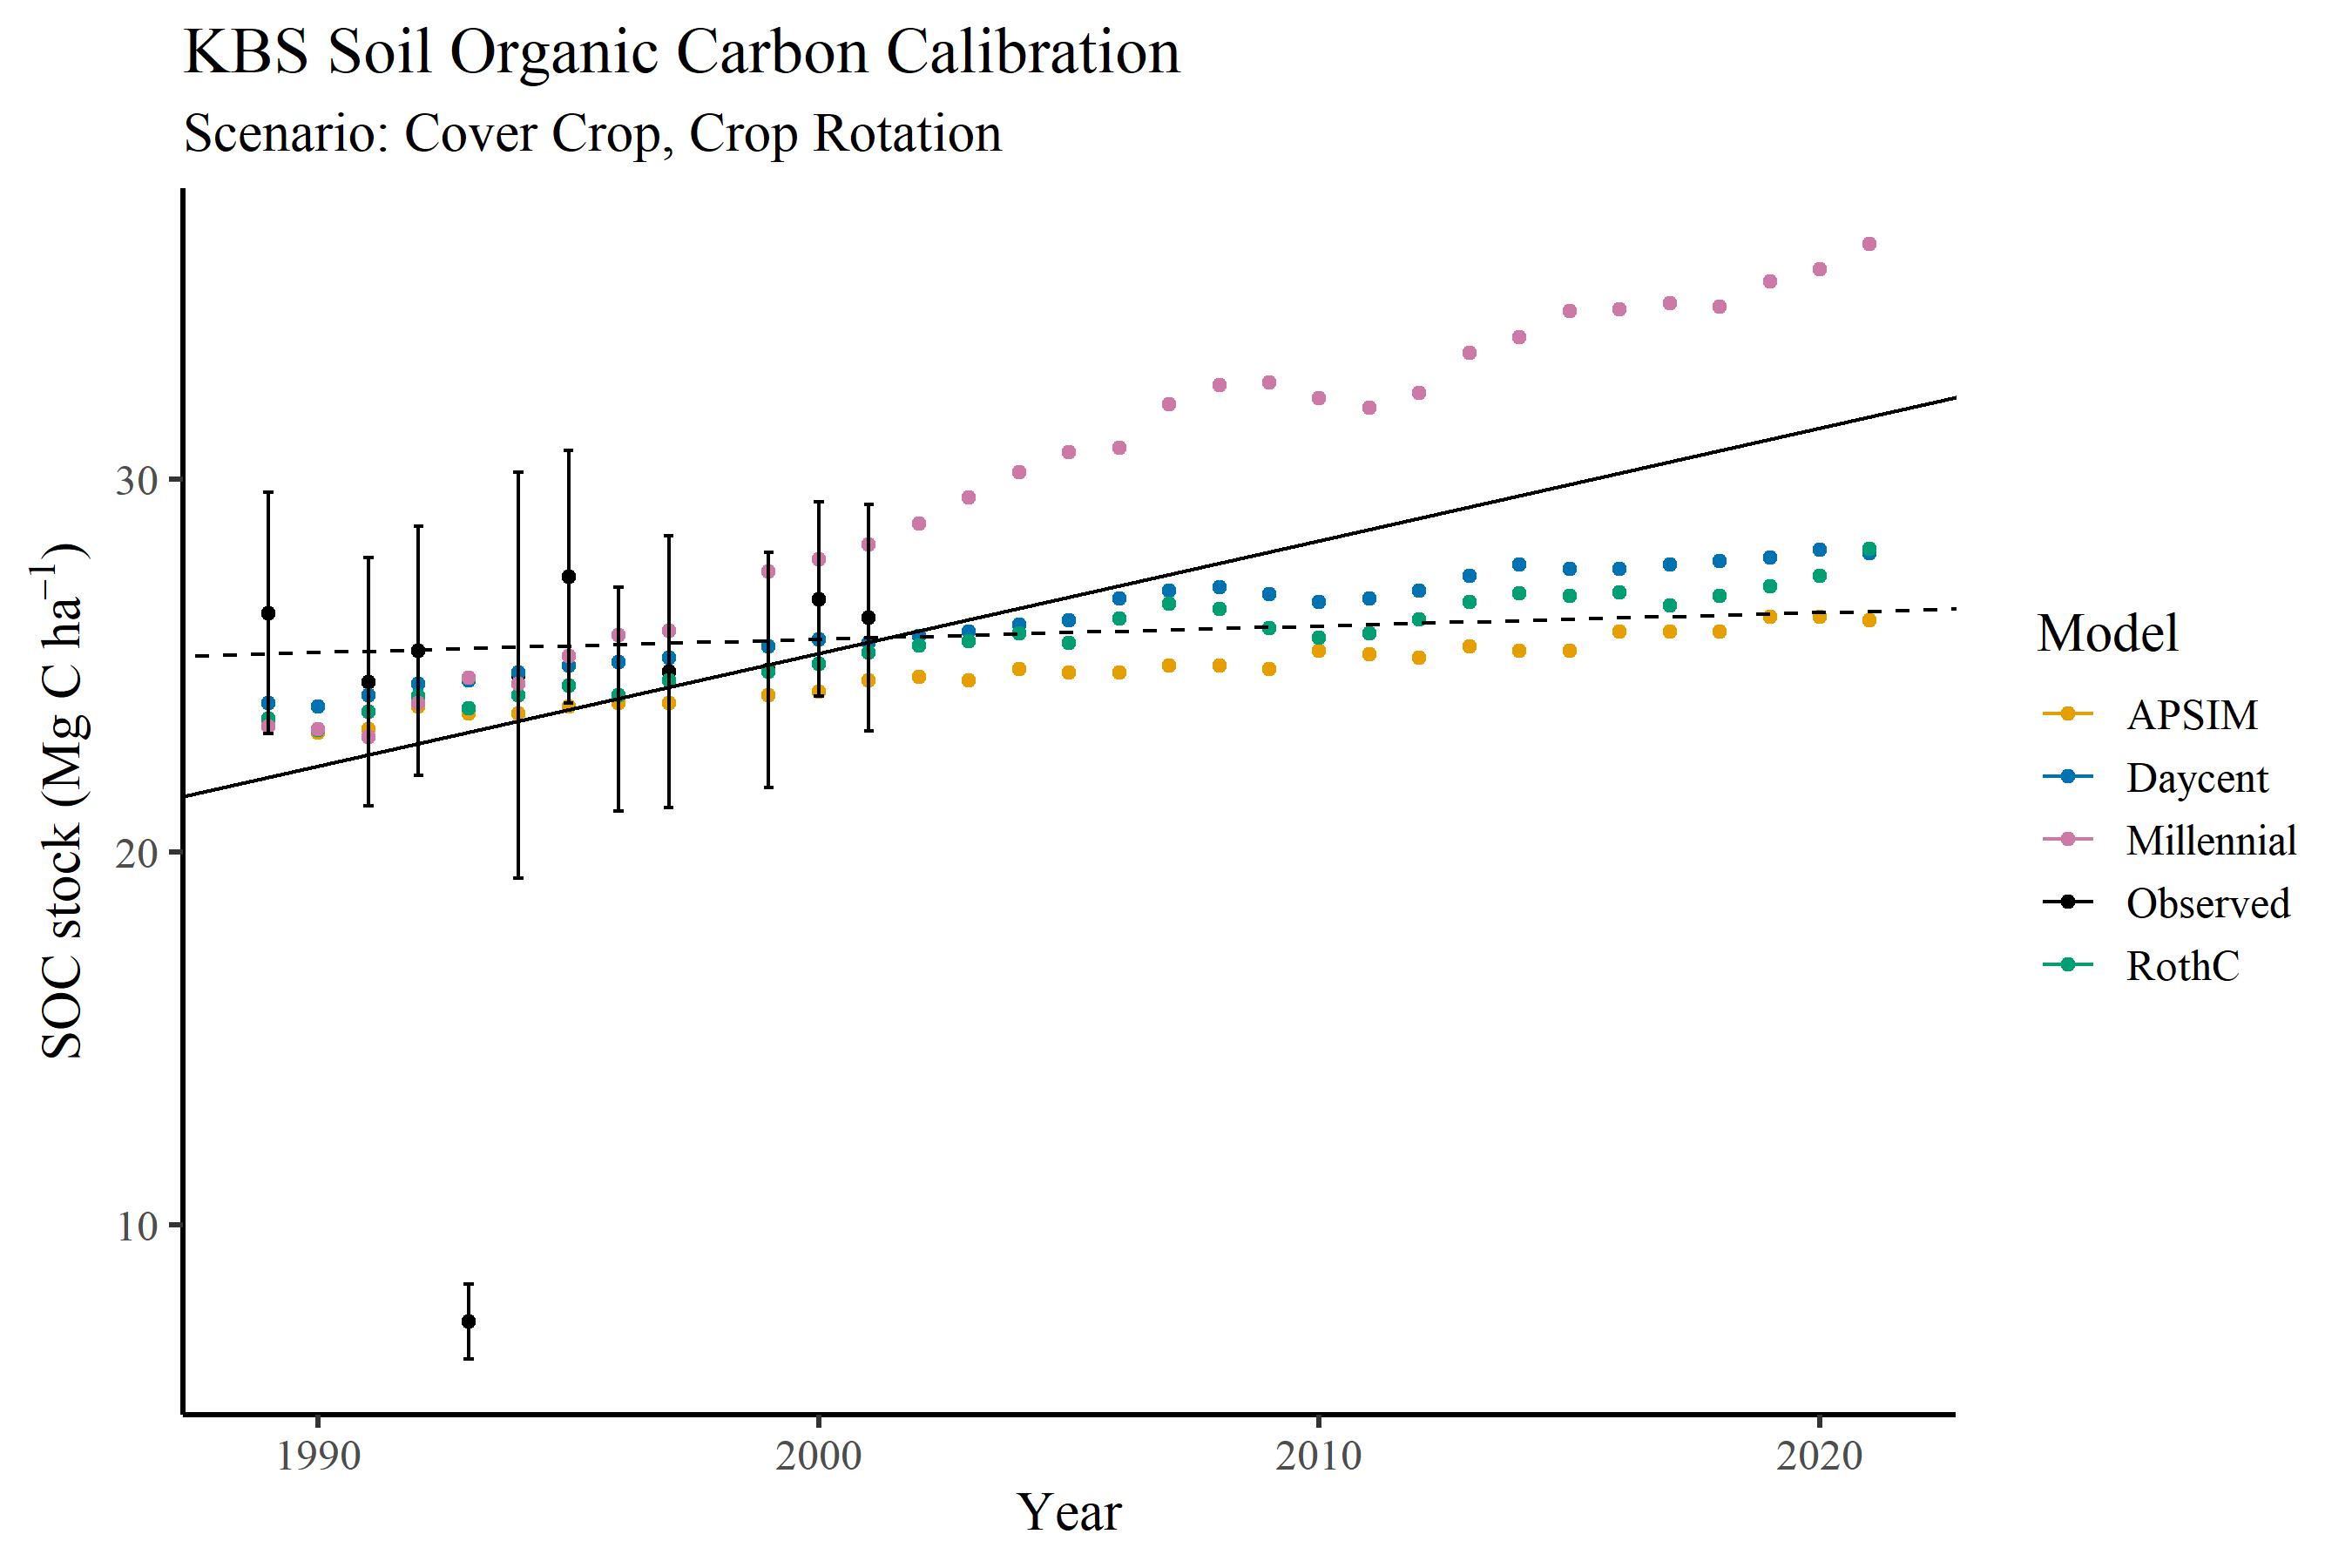 KBS Soil Organic Carbon Calibration
Scenario: Cover Crop, Crop Rotation
SOC stock (Mg C ha⁻¹)
30
20
10
1990
2000
2010
2020
Year
Model
APSIM
Daycent
Millennial
Observed
RothC